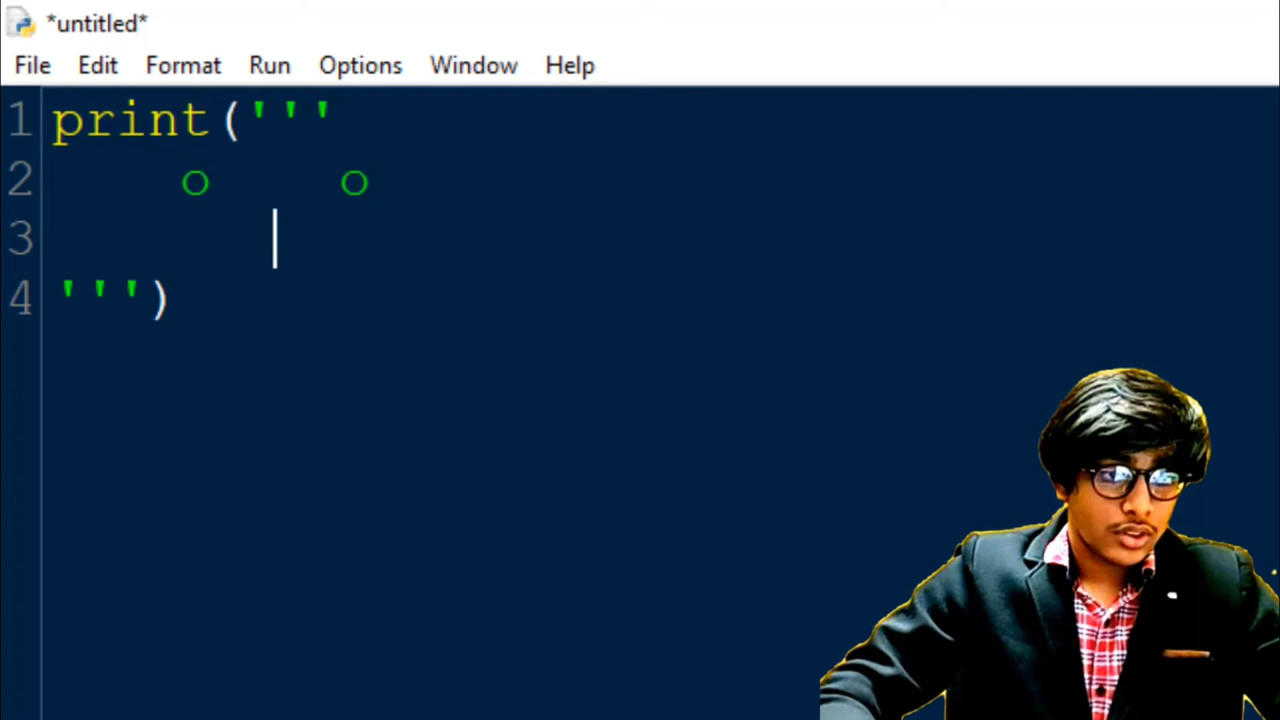 *untitled*
File Edit Format Run Options Window Help
1 print('''
2     o    o
3
4 ''')